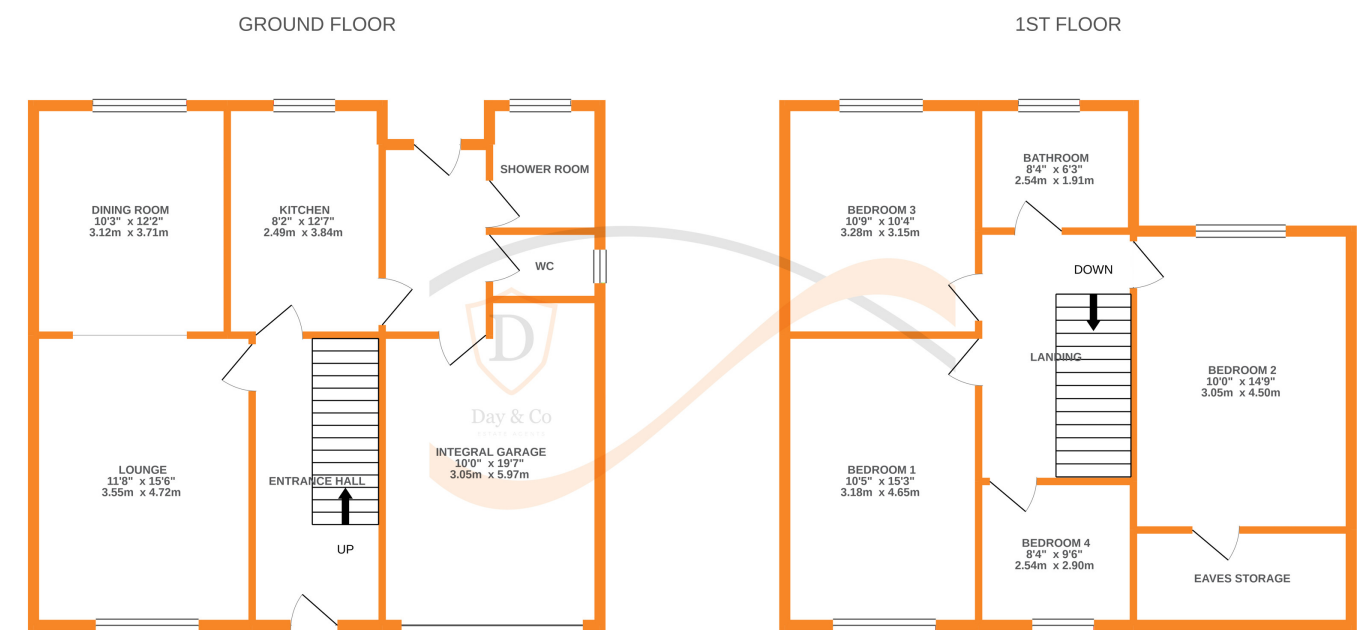 GROUND FLOOR
1ST FLOOR
DINING ROOM
10'3" x 12'2"
3.12m x 3.71m
KITCHEN
8'2" x 12'7"
2.49m x 3.84m
SHOWER ROOM
WC
D
Day & Co
LOUNGE
11'8" x 15'6"
3.55m x 4.72m
ENTRANCE HALL
UP
INTEGRAL GARAGE
10'0" x 19'7"
3.05m x 5.97m
BEDROOM 3
10'9" x 10'4"
3.28m x 3.15m
BATHROOM
8'4" x 6'3"
2.54m x 1.91m
DOWN
LANDING
BEDROOM 2
10'0" x 14'9"
3.05m x 4.50m
BEDROOM 1
10'5" x 15'3"
3.18m x 4.65m
BEDROOM 4
8'4" x 9'6"
2.54m x 2.90m
EAVES STORAGE